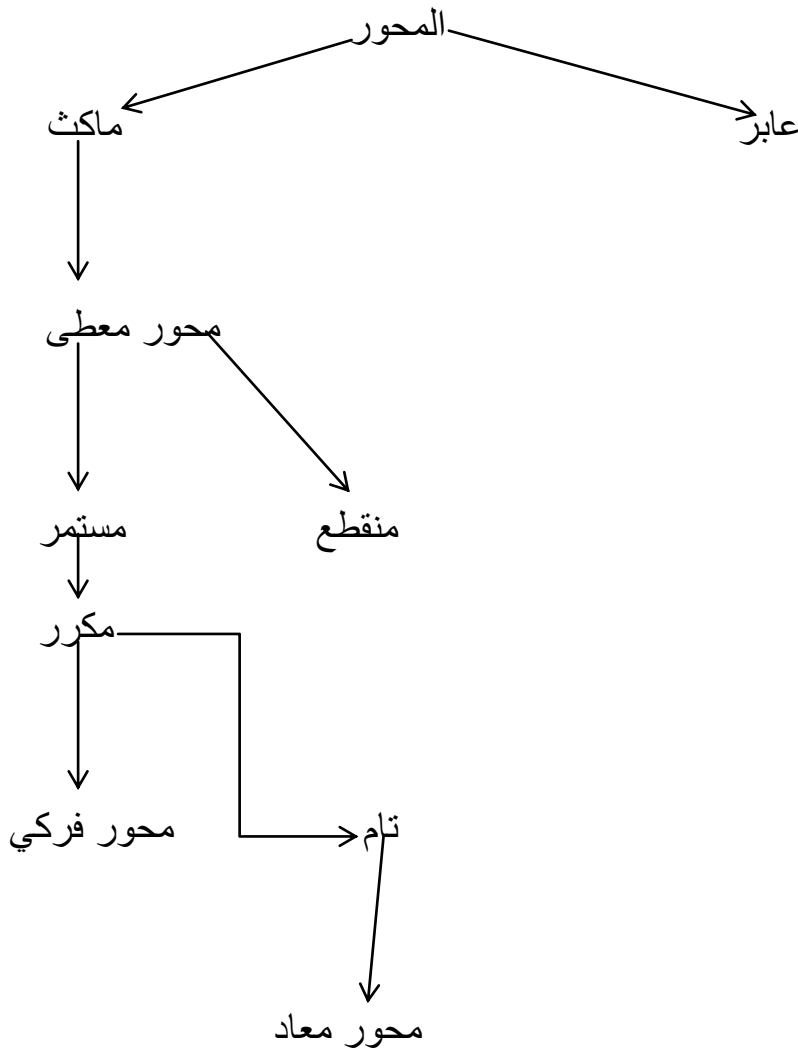 المحور
عابر ماكث
محور معطى
منقطع مستمر
مكرر
تام محور فركي
محور معاد